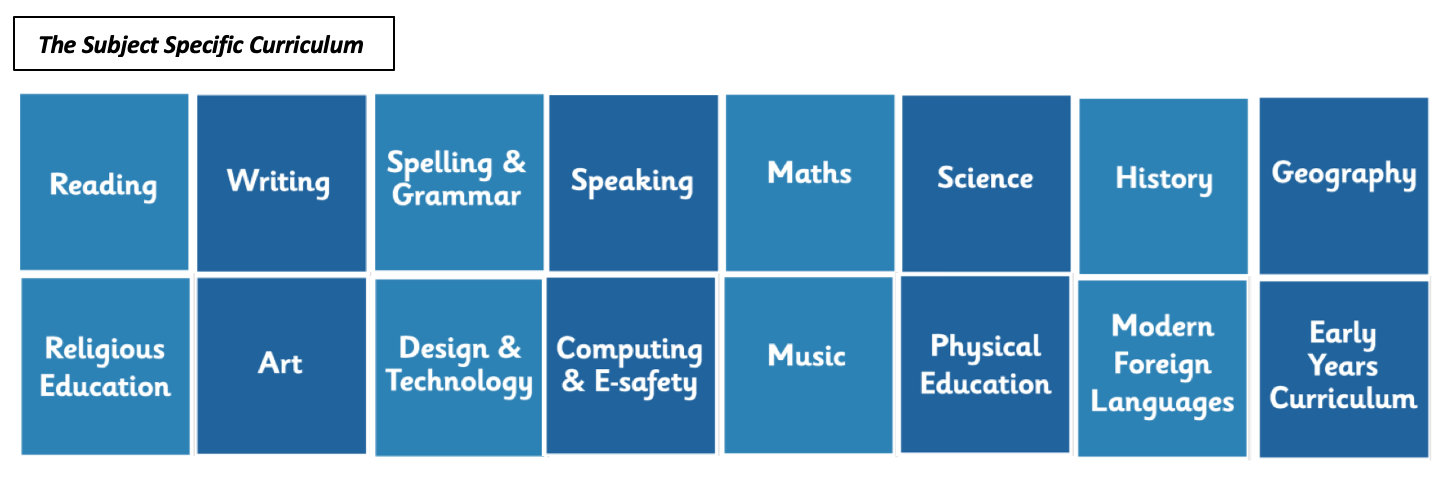 The Subject Specific Curriculum
Reading
Writing
Spelling &
Grammar
Speaking
Maths
Science
History
Geography
Religious
Education
Art
Design &
Technology
Computing
& E-safety
Music
Physical
Education
Modern
Foreign
Languages
Early
Years
Curriculum